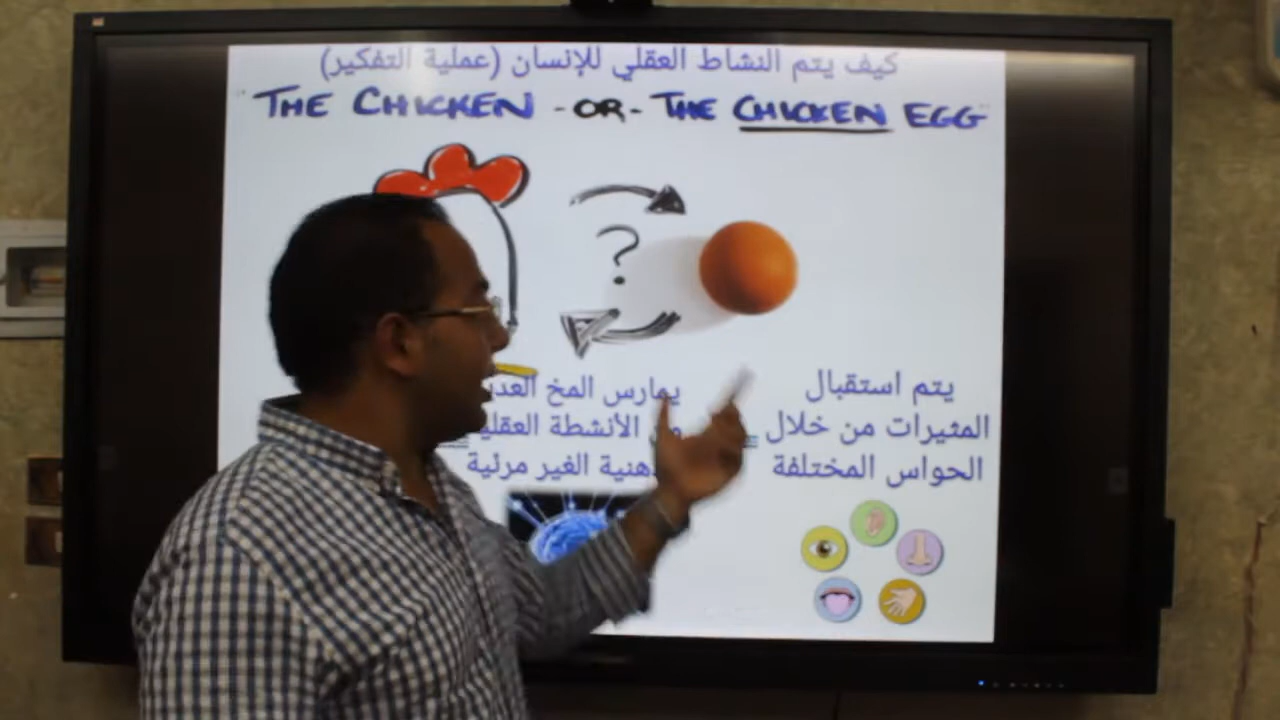 كيف يتم النشاط العقلي للإنسان (عملية التفكير)
"THE CHICKEN -OR- THE CHICKEN EGG"
?
يتم استقبال
المثيرات من خلال
الحواس المختلفة
يمارس المخ
الأنشطة
الغير مرئية